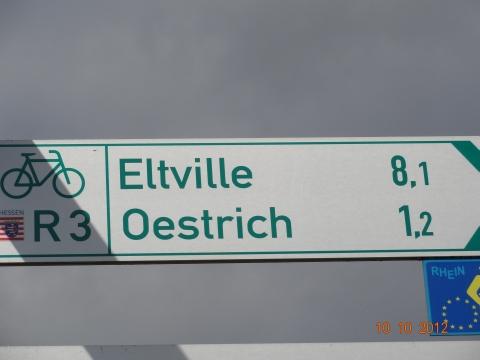 Eltville 8,1
HESSEN
R3
Oestrich 1,2
RHEIN
10 10 2012